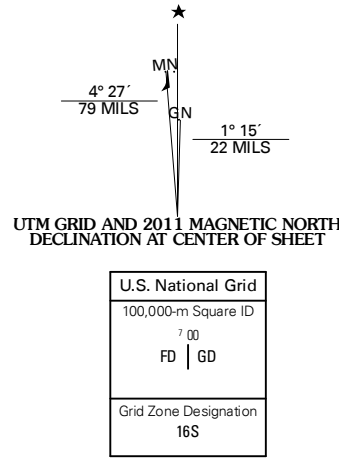 ★
MN
4° 27´
79 MILS
GN
1° 15´
22 MILS
UTM GRID AND 2011 MAGNETIC NORTH
DECLINATION AT CENTER OF SHEET
U.S. National Grid
100,000-m Square ID
7 00
FD | GD
Grid Zone Designation
16S